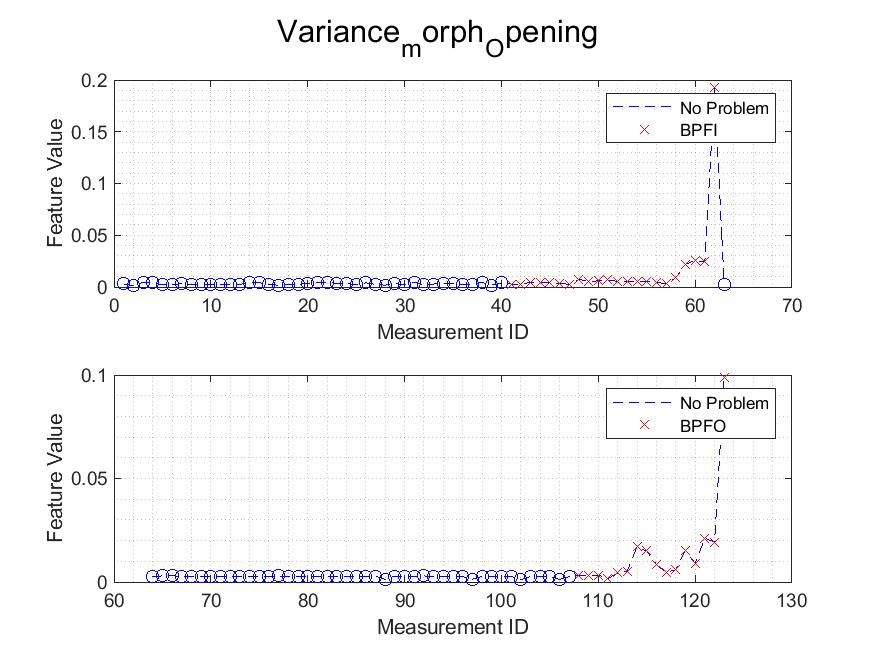 Variance_morph_Opening
0.2
0.15
0.1
0.05
0
Feature Value
No Problem
BPFI
0 10 20 30 40 50 60 70
Measurement ID
0.1
0.05
0
Feature Value
No Problem
BPFO
60 70 80 90 100 110 120 130
Measurement ID